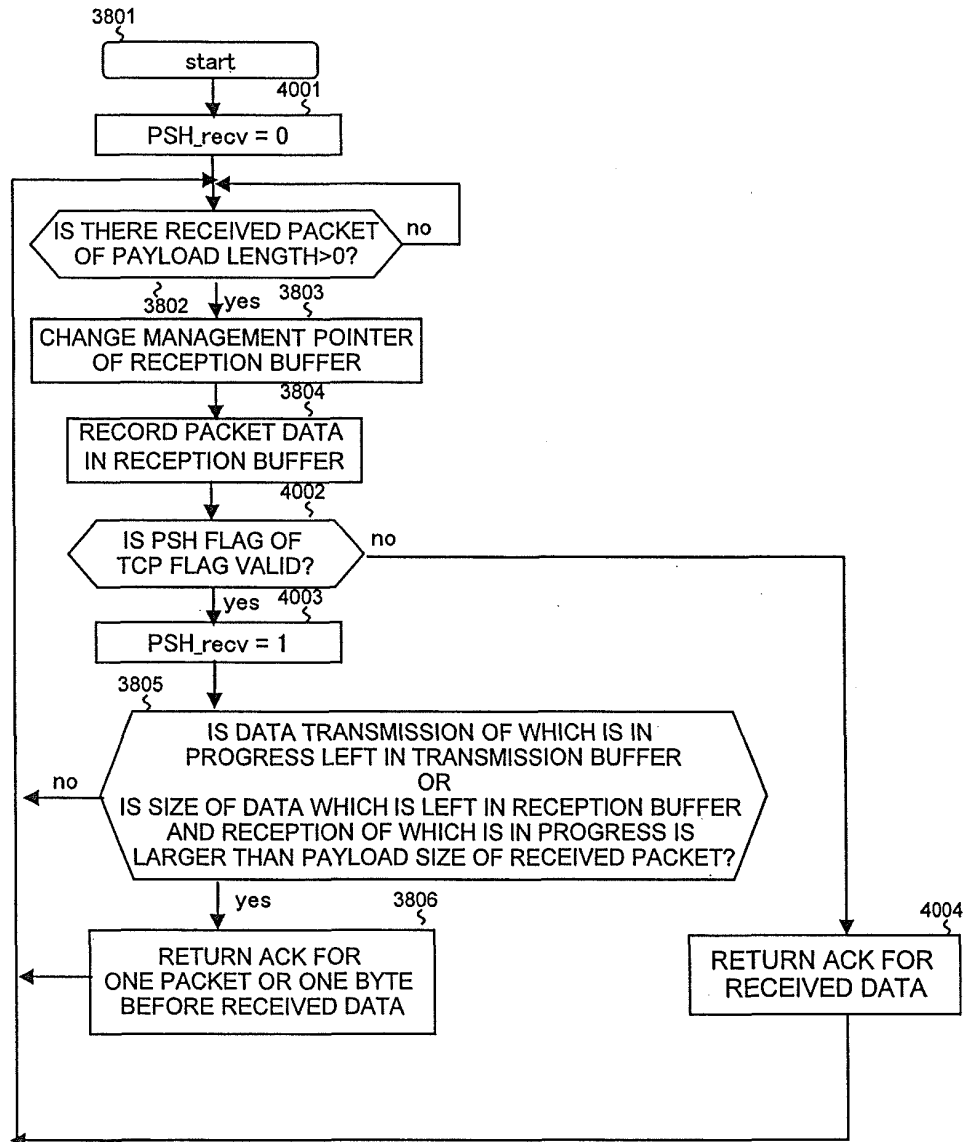 3801
start
4001
PSH_recv = 0
IS THERE RECEIVED PACKET
OF PAYLOAD LENGTH>0?
no
3802
yes
3803
CHANGE MANAGEMENT POINTER
OF RECEPTION BUFFER
3804
RECORD PACKET DATA
IN RECEPTION BUFFER
4002
IS PSH FLAG OF
TCP FLAG VALID?
no
yes
4003
PSH_recv = 1
3805
IS DATA TRANSMISSION OF WHICH IS IN
PROGRESS LEFT IN TRANSMISSION BUFFER
OR
IS SIZE OF DATA WHICH IS LEFT IN RECEPTION BUFFER
AND RECEPTION OF WHICH IS IN PROGRESS IS
LARGER THAN PAYLOAD SIZE OF RECEIVED PACKET?
no
yes
3806
RETURN ACK FOR
ONE PACKET OR ONE BYTE
BEFORE RECEIVED DATA
4004
RETURN ACK FOR
RECEIVED DATA